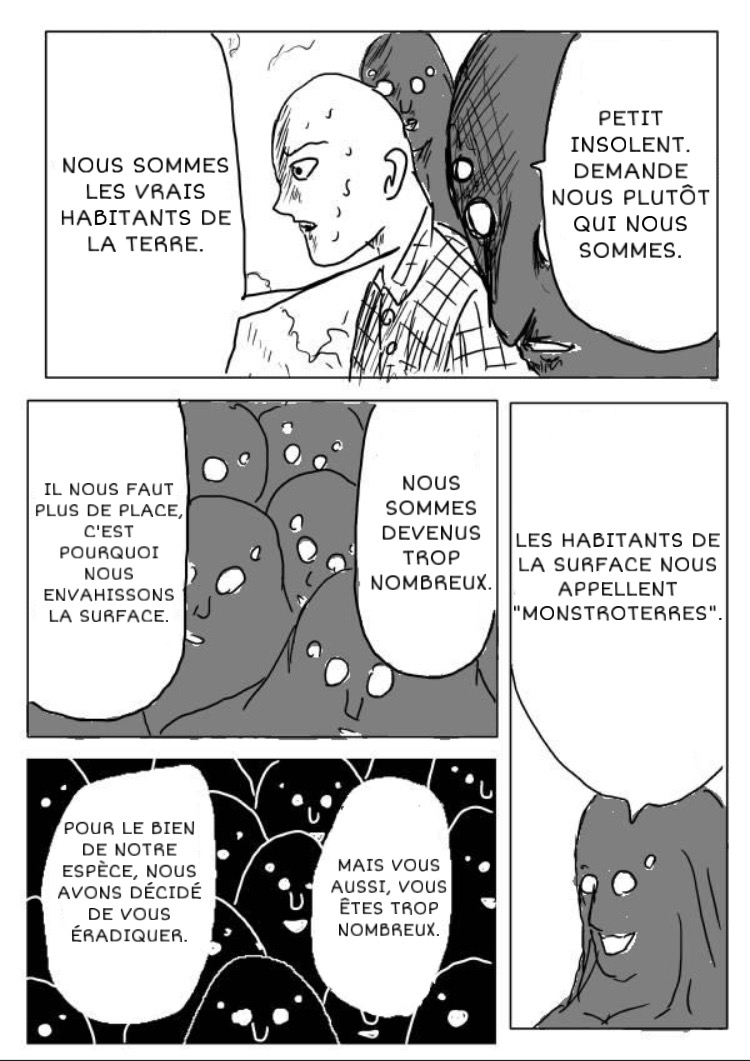 PETIT
INSOLENT.
DEMANDE
NOUS PLUTÔT
QUI NOUS
SOMMES.
NOUS SOMMES
LES VRAIS
HABITANTS DE
LA TERRE.
LES HABITANTS DE
LA SURFACE NOUS
APPELLENT
"MONSTROTERRES".
NOUS
SOMMES
DEVENUS
TROP
NOMBREUX.
IL NOUS FAUT
PLUS DE PLACE,
C'EST
POURQUOI
NOUS
ENVAHISSONS
LA SURFACE.
MAIS VOUS
AUSSI, VOUS
ÊTES TROP
NOMBREUX.
POUR LE BIEN
DE NOTRE
ESPÈCE, NOUS
AVONS DÉCIDÉ
DE VOUS
ÉRADIQUER.